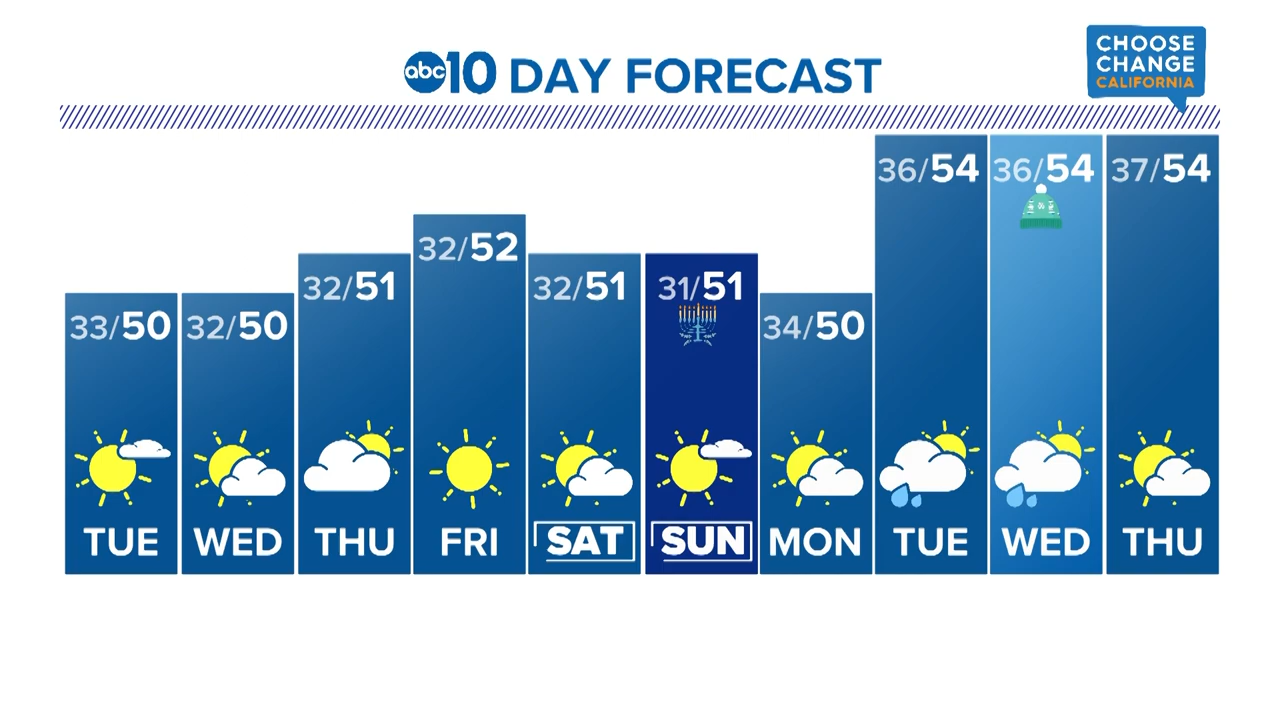 abc10 DAY FORECAST
CHOOSE
CHANGE
CALIFORNIA
33/50
32/50
32/51
32/52
32/51
31/51
34/50
36/54
36/54
37/54
TUE
WED
THU
FRI
SAT
SUN
MON
TUE
WED
THU